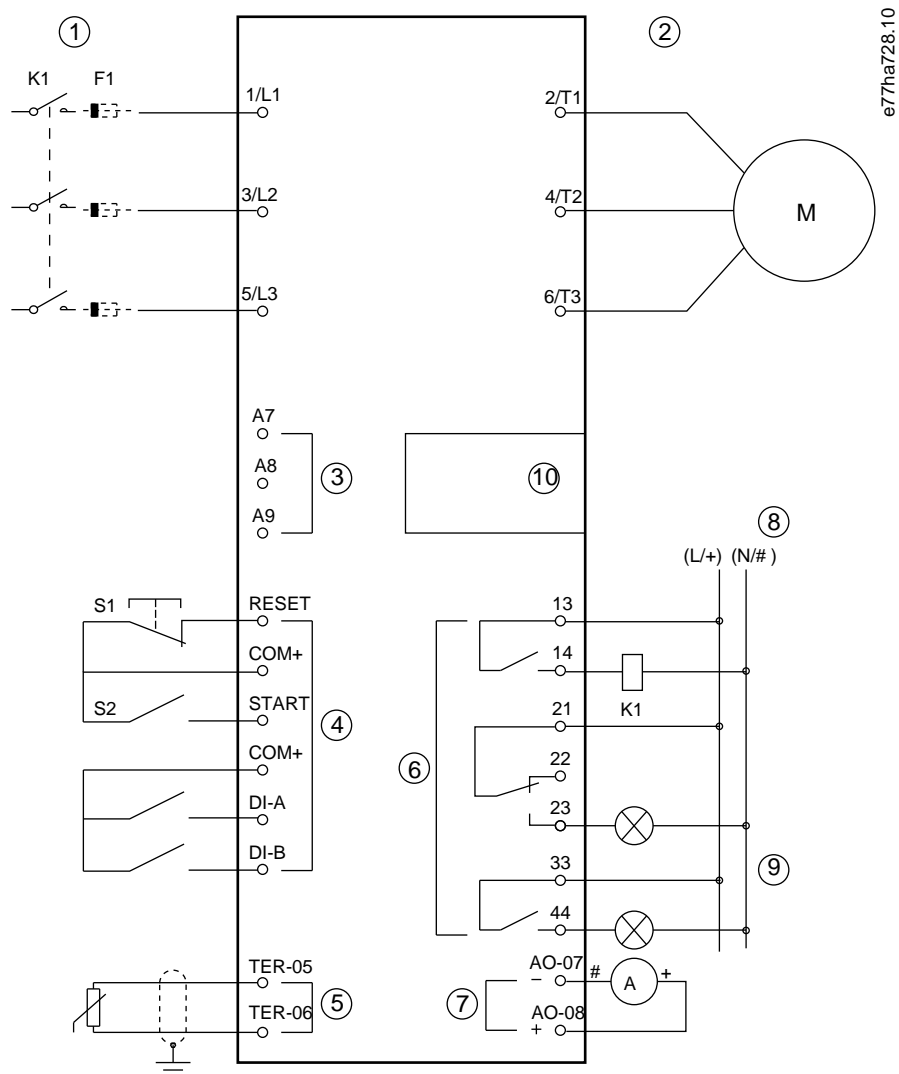 1
2
e77ha728.10
K1 F1
1/L1
2/T1
3/L2
4/T2
M
5/L3
6/T3
A7
A8
3
10
A9
8
(L/+) (N/# )
S1
RESET
13
COM+
14
S2
START
K1
21
4
COM+
22
6
DI-A
23
DI-B
33
9
44
TER-05
AO-07
# A +
−
5
7
TER-06
AO-08
+